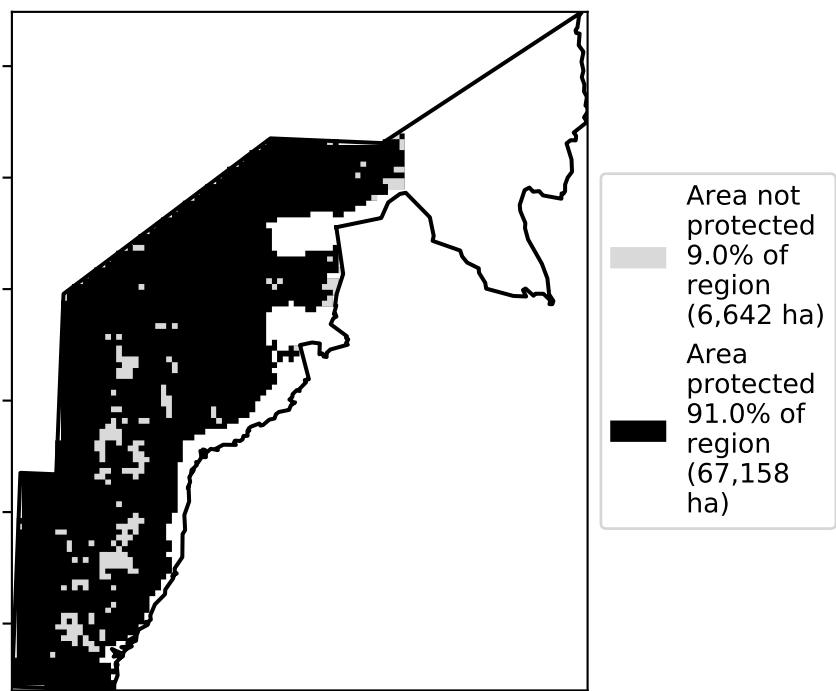 Area not
protected
9.0% of
region
(6,642 ha)
Area
protected
91.0% of
region
(67,158
ha)